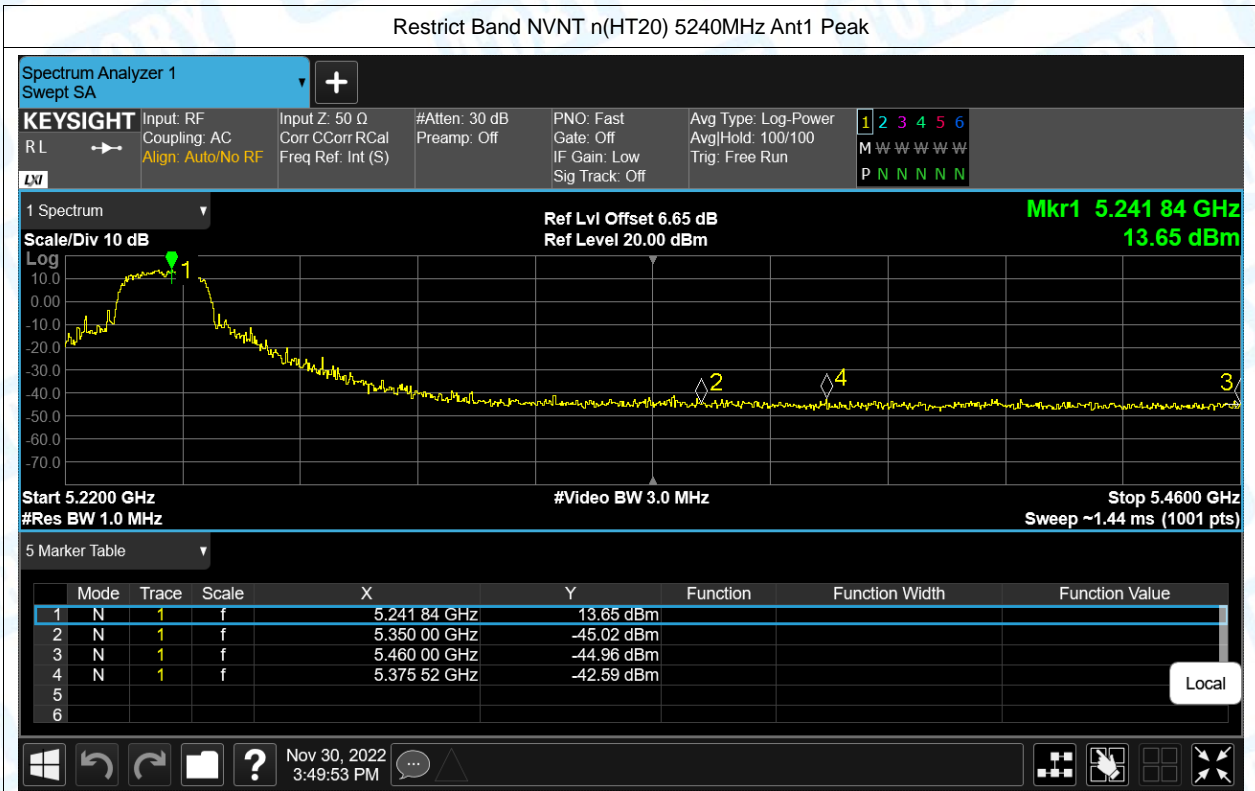 Restrict Band NVNT n(HT20) 5240MHz Ant1 Peak
Spectrum Analyzer 1
Swept SA
KEYSIGHT Input: RF Input Z: 50 Ω #Atten: 30 dB PNO: Fast Avg Type: Log-Power 1 2 3 4 5 6
RL Coupling: AC Corr CCorr RCal Preamp: Off Gate: Off Avg|Hold: 100/100 M W W W W W W
Align: Auto/No RF Freq Ref: Int (S) IF Gain: Low Trig: Free Run
LXI Sig Track: Off P N N N N N N
1 Spectrum Ref Lvl Offset 6.65 dB Mkr1 5.241 84 GHz
Scale/Div 10 dB Ref Level 20.00 dBm 13.65 dBm
Log
1
10.0
0.00
-10.0
-20.0
-30.0
2 4 3
-40.0
-50.0
-60.0
-70.0
Start 5.2200 GHz #Video BW 3.0 MHz Stop 5.4600 GHz
#Res BW 1.0 MHz Sweep ~1.44 ms (1001 pts)
5 Marker Table
Mode Trace Scale X Y Function Function Width Function Value
1 N 1 f 5.241 84 GHz 13.65 dBm
2 N 1 f 5.350 00 GHz -45.02 dBm
3 N 1 f 5.460 00 GHz -44.96 dBm
4 N 1 f 5.375 52 GHz -42.59 dBm
5
6
Local
? Nov 30, 2022
3:49:53 PM